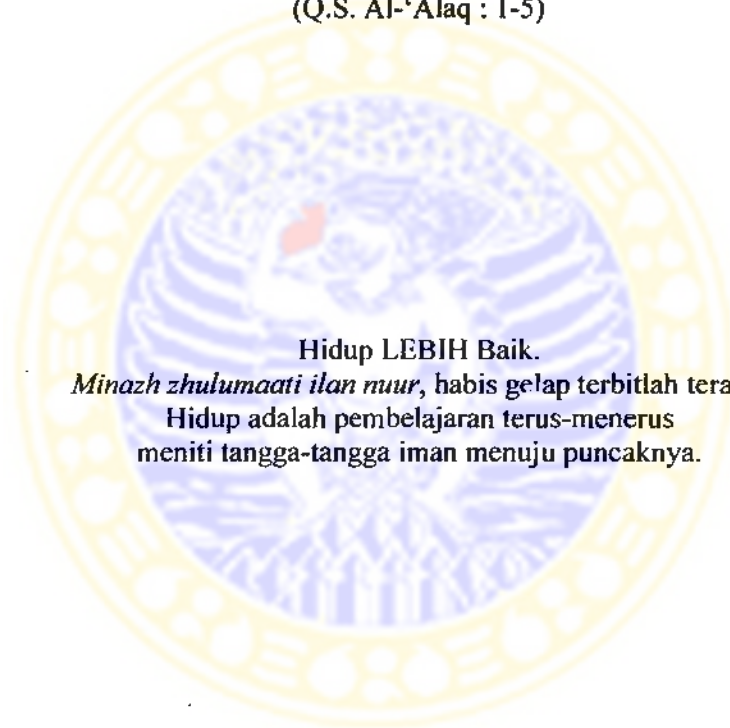 (Q.S. Al-‘Alaq : 1-5)
Hidup LEBIH Baik.
Minazh zhulumaati ilan nuur, habis gelap terbitlah tera
Hidup adalah pembelajaran terus-menerus
meniti tangga-tangga iman menuju puncaknya.